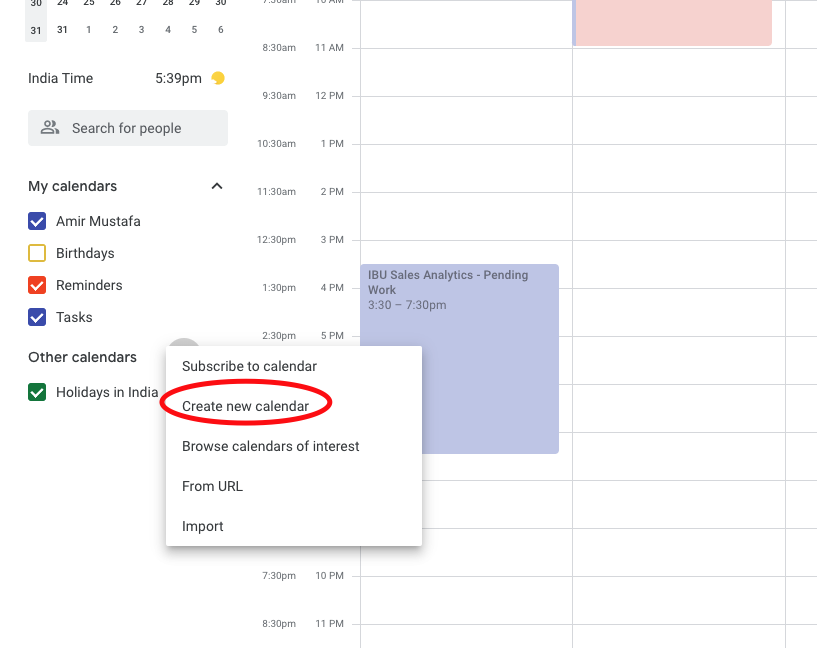 30 24 25 26 27 28 29 30
31 31 1 2 3 4 5 6
India Time 5:39pm
Search for people
My calendars
Amir Mustafa
Birthdays
Reminders
Tasks
Other calendars
Holidays in India
Subscribe to calendar
Create new calendar
Browse calendars of interest
From URL
Import
7:30am 10 AM
8:30am 11 AM
9:30am 12 PM
10:30am 1 PM
11:30am 2 PM
12:30pm 3 PM
1:30pm 4 PM
2:30pm 5 PM
7:30pm 10 PM
8:30pm 11 PM
IBU Sales Analytics - Pending
Work
3:30 – 7:30pm